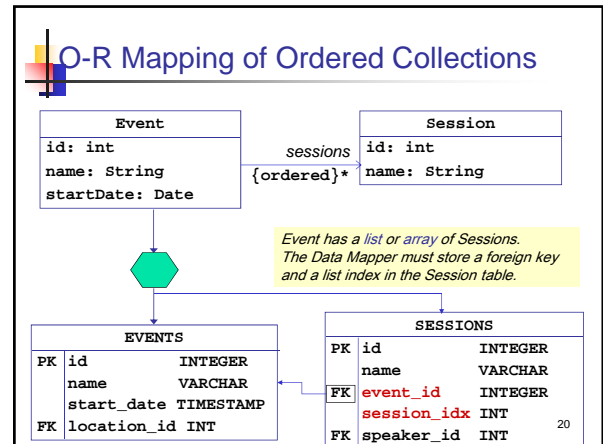 O-R Mapping of Ordered Collections
Event
id: int
name: String
startDate: Date
sessions
{ordered}*
Session
id: int
name: String
Event has a list or array of Sessions.
The Data Mapper must store a foreign key
and a list index in the Session table.
EVENTS
PK id INTEGER
name VARCHAR
start_date TIMESTAMP
FK location_id INT
SESSIONS
PK id INTEGER
name VARCHAR
FK event_id INTEGER
session_idx INT
FK speaker_id INT
20